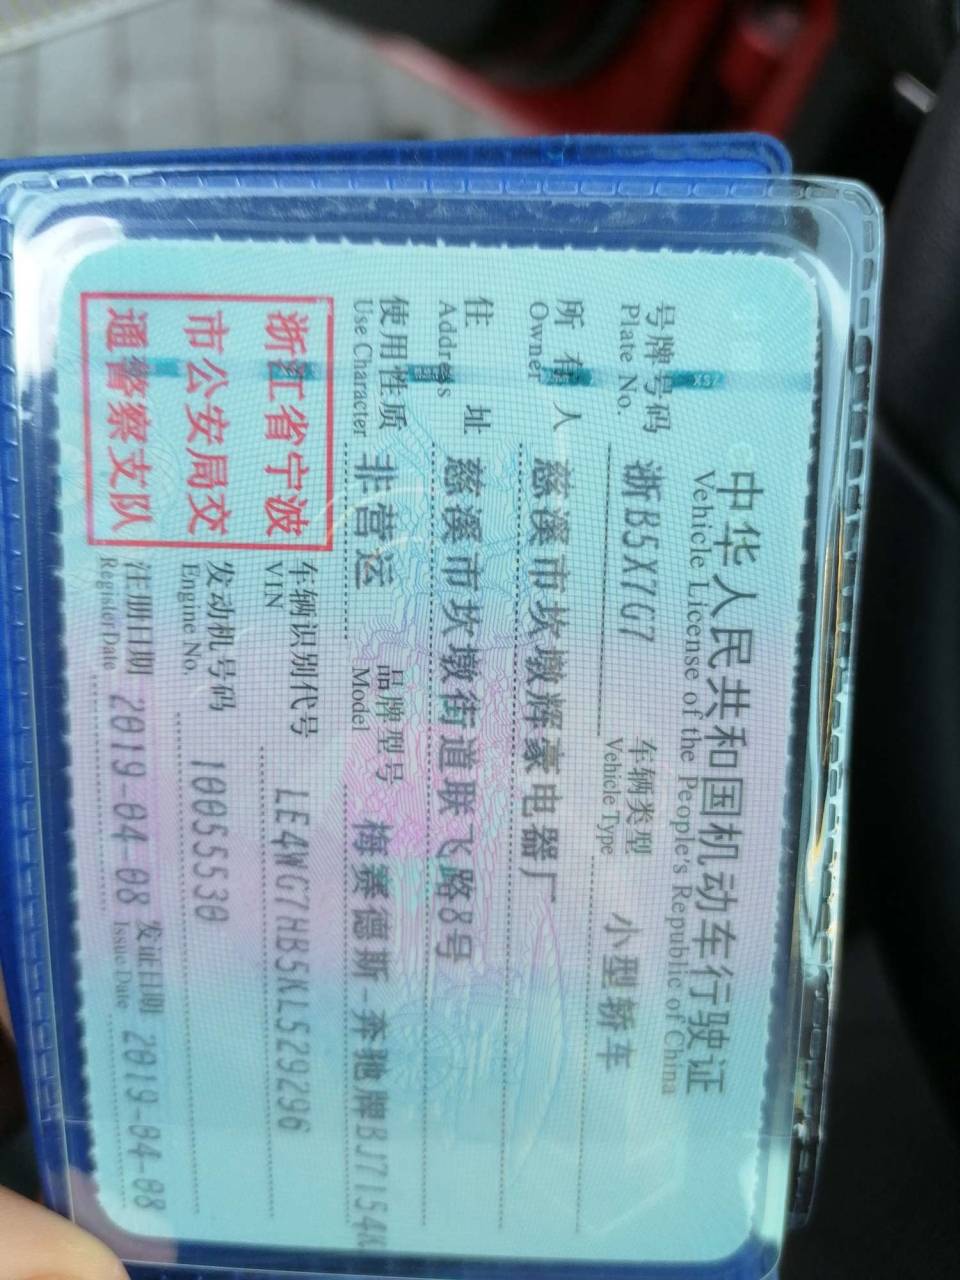 中华人民共和国机动车行驶证
Vehicle License of the People's Republic of China
号牌号码 浙B5X7G7 车辆类型 小型轿车
Plate No. Vehicle Type
所有人 慈溪市坎墩辉豪电器厂
Owner
住址 慈溪市坎墩街道联飞路8号
Address
使用性质 非营运 品牌型号 梅赛德斯-奔驰牌BJ7154
Use Character Model
浙江省宁波
市公安局交
通警察支队
车辆识别代号 LE4WG7HB5KL529296
VIN
发动机号码 10055530
Engine No.
注册日期 2019-04-08 发证日期 2019-04-08
Register Date Issue Date